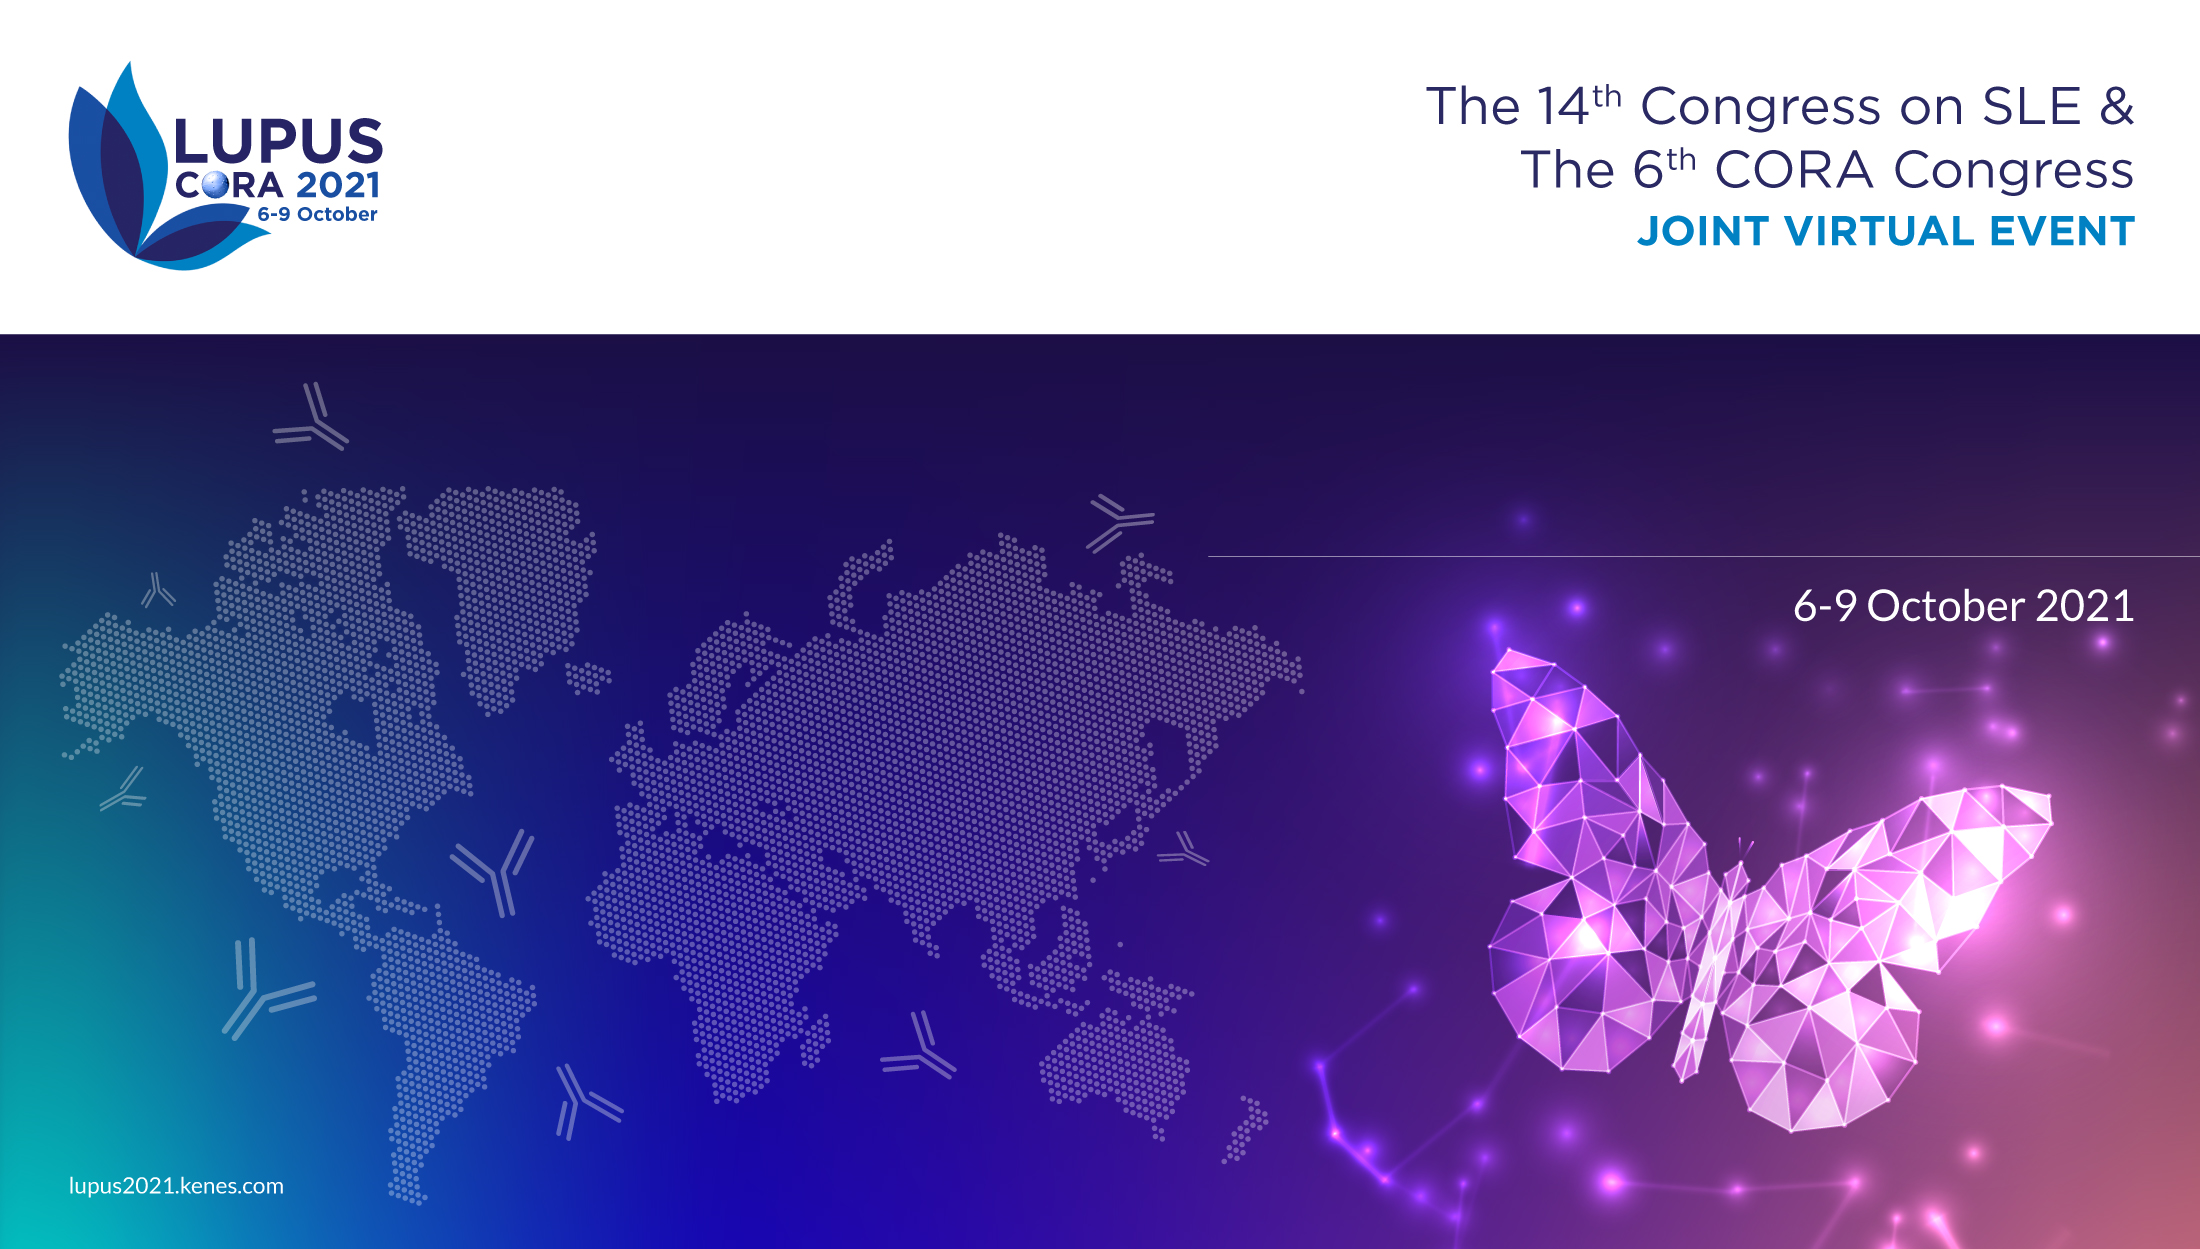 LUPUS
CORA 2021
6-9 October
The 14th Congress on SLE &
The 6th CORA Congress
JOINT VIRTUAL EVENT
6-9 October 2021
lupus2021.kenes.com